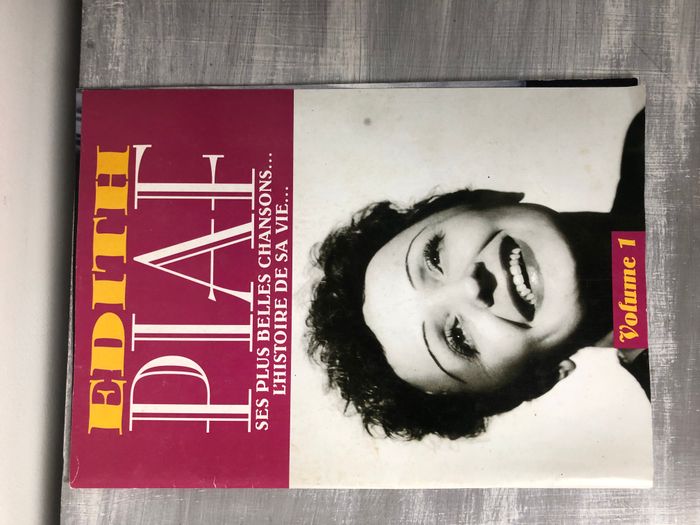 EDITH
PIAF
SES PLUS BELLES CHANSONS...
L'HISTOIRE DE SA VIE...
Volume 1